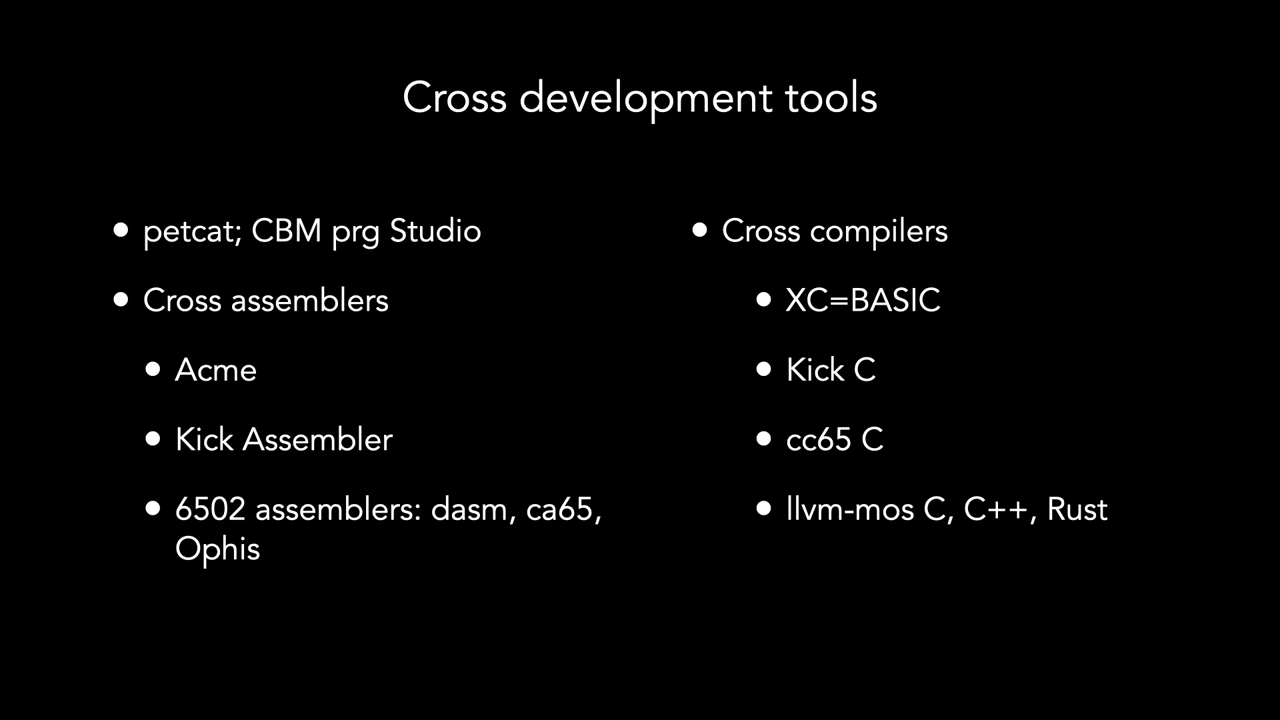 Cross development tools
petcat; CBM prg Studio
Cross assemblers
Acme
Kick Assembler
6502 assemblers: dasm, ca65,
Ophis
Cross compilers
XC=BASIC
Kick C
cc65 C
llvm-mos C, C++, Rust